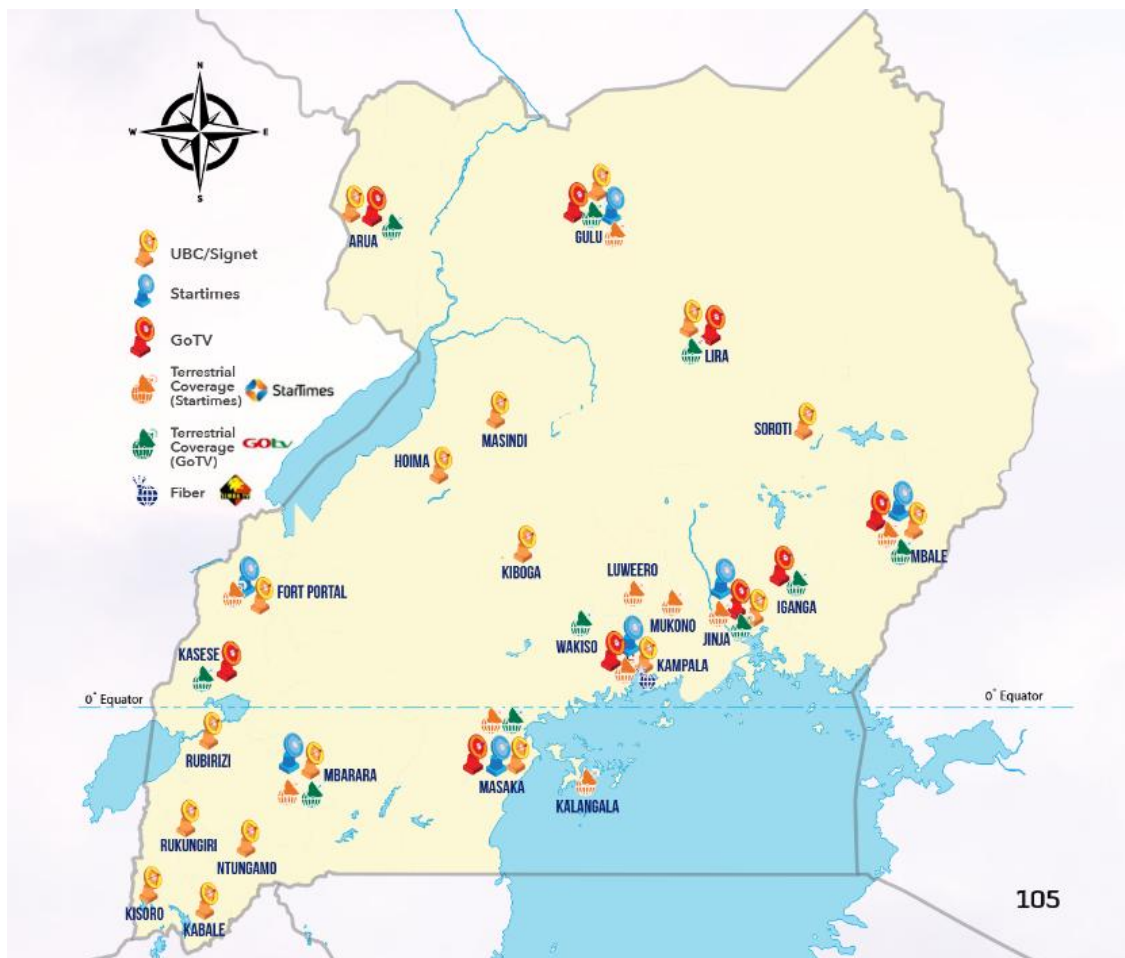 N
W
E
S
UBC/Signet
Startimes
GoTV
Terrestrial
Coverage
(Startimes)
StarTimes
Terrestrial
Coverage
(GoTV)
GOtv
Fiber
ARUA
GULU
LIRA
MASINDI
SOROTI
HOIMA
MBALE
KIBOGA
LUWEERO
IGANGA
FORT PORTAL
MUKONO
JINJA
WAKISO
KASESE
KAMPALA
0° Equator
0° Equator
RUBIRIZI
MBARARA
MASAKA
KALANGALA
RUKUNGIRI
NTUNGAMO
KISORO
KABALE
105